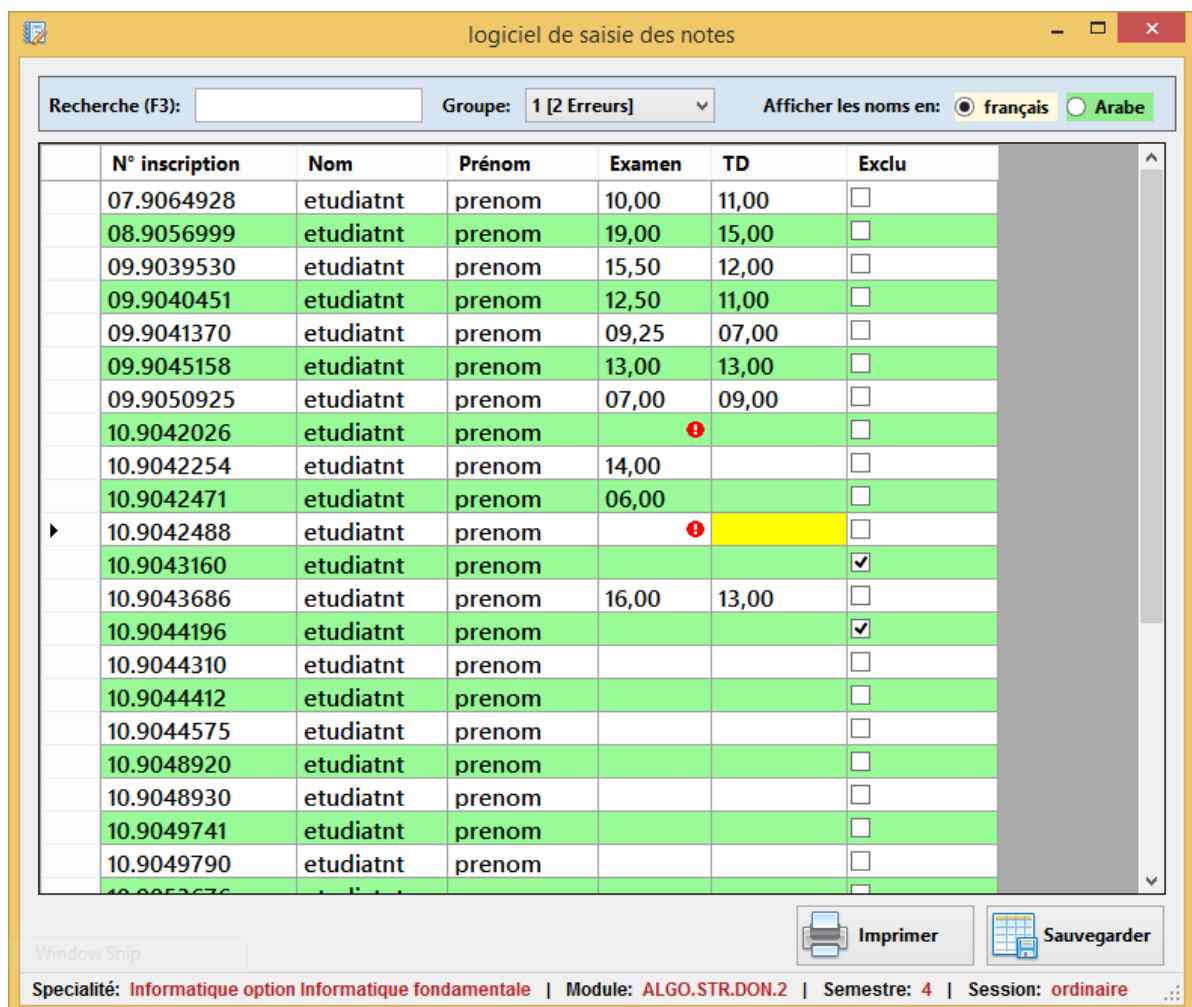 logiciel de saisie des notes
Recherche (F3): Groupe: 1 [2 Erreurs] Afficher les noms en: français Arabe
N° inscription Nom Prénom Examen TD Exclu
07.9064928 etudiatnt prenom 10,00 11,00
08.9056999 etudiatnt prenom 19,00 15,00
09.9039530 etudiatnt prenom 15,50 12,00
09.9040451 etudiatnt prenom 12,50 11,00
09.9041370 etudiatnt prenom 09,25 07,00
09.9045158 etudiatnt prenom 13,00 13,00
09.9050925 etudiatnt prenom 07,00 09,00
10.9042026 etudiatnt prenom
10.9042254 etudiatnt prenom 14,00
10.9042471 etudiatnt prenom 06,00
10.9042488 etudiatnt prenom
10.9043160 etudiatnt prenom
10.9043686 etudiatnt prenom 16,00 13,00
10.9044196 etudiatnt prenom
10.9044310 etudiatnt prenom
10.9044412 etudiatnt prenom
10.9044575 etudiatnt prenom
10.9048920 etudiatnt prenom
10.9048930 etudiatnt prenom
10.9049741 etudiatnt prenom
10.9049790 etudiatnt prenom
Imprimer Sauvegarder
Window Snip
Specialité: Informatique option Informatique fondamentale | Module: ALGO.STR.DON.2 | Semestre: 4 | Session: ordinaire